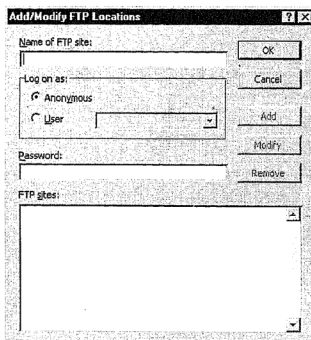 Add/Modify FTP Locations
Name of FTP site:
OK
Log on as:
Cancel
Anonymous
User
Add
Password:
Modify
Remove
FTP sites: